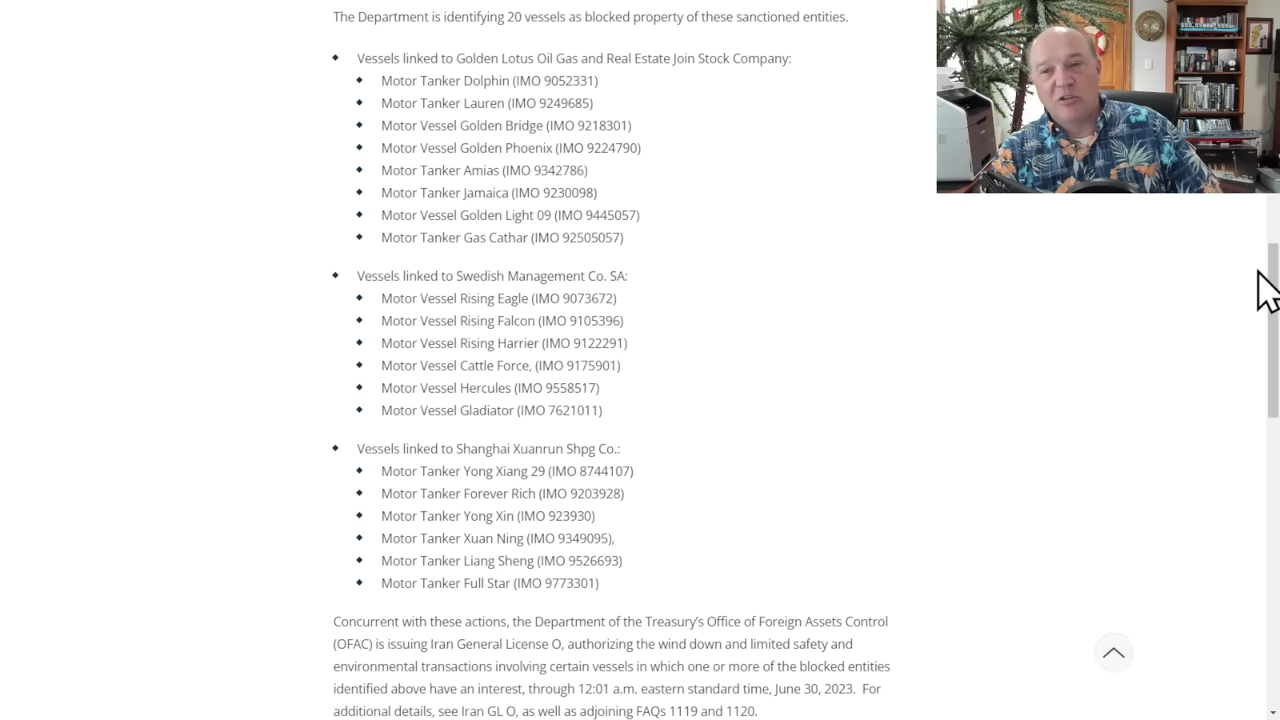 The Department is identifying 20 vessels as blocked property of these sanctioned entities.
Vessels linked to Golden Lotus Oil Gas and Real Estate Join Stock Company:
Motor Tanker Dolphin (IMO 9052331)
Motor Tanker Lauren (IMO 9249685)
Motor Vessel Golden Bridge (IMO 9218301)
Motor Vessel Golden Phoenix (IMO 9224790)
Motor Tanker Amias (IMO 9342786)
Motor Tanker Jamaica (IMO 9230098)
Motor Vessel Golden Light 09 (IMO 9445057)
Motor Tanker Gas Cathar (IMO 92505057)
Vessels linked to Swedish Management Co. SA:
Motor Vessel Rising Eagle (IMO 9073672)
Motor Vessel Rising Falcon (IMO 9105396)
Motor Vessel Rising Harrier (IMO 9122291)
Motor Vessel Cattle Force, (IMO 9175901)
Motor Vessel Hercules (IMO 9558517)
Motor Vessel Gladiator (IMO 7621011)
Vessels linked to Shanghai Xuanrun Shpg Co.:
Motor Tanker Yong Xiang 29 (IMO 8744107)
Motor Tanker Forever Rich (IMO 9203928)
Motor Tanker Yong Xin (IMO 923930)
Motor Tanker Xuan Ning (IMO 9349095),
Motor Tanker Liang Sheng (IMO 9526693)
Motor Tanker Full Star (IMO 9773301)
Concurrent with these actions, the Department of the Treasury's Office of Foreign Assets Control
(OFAC) is issuing Iran General License O, authorizing the wind down and limited safety and
environmental transactions involving certain vessels in which one or more of the blocked entities
identified above have an interest, through 12:01 a.m. eastern standard time, June 30, 2023.  For
additional details, see Iran GL O, as well as adjoining FAQs 1119 and 1120.